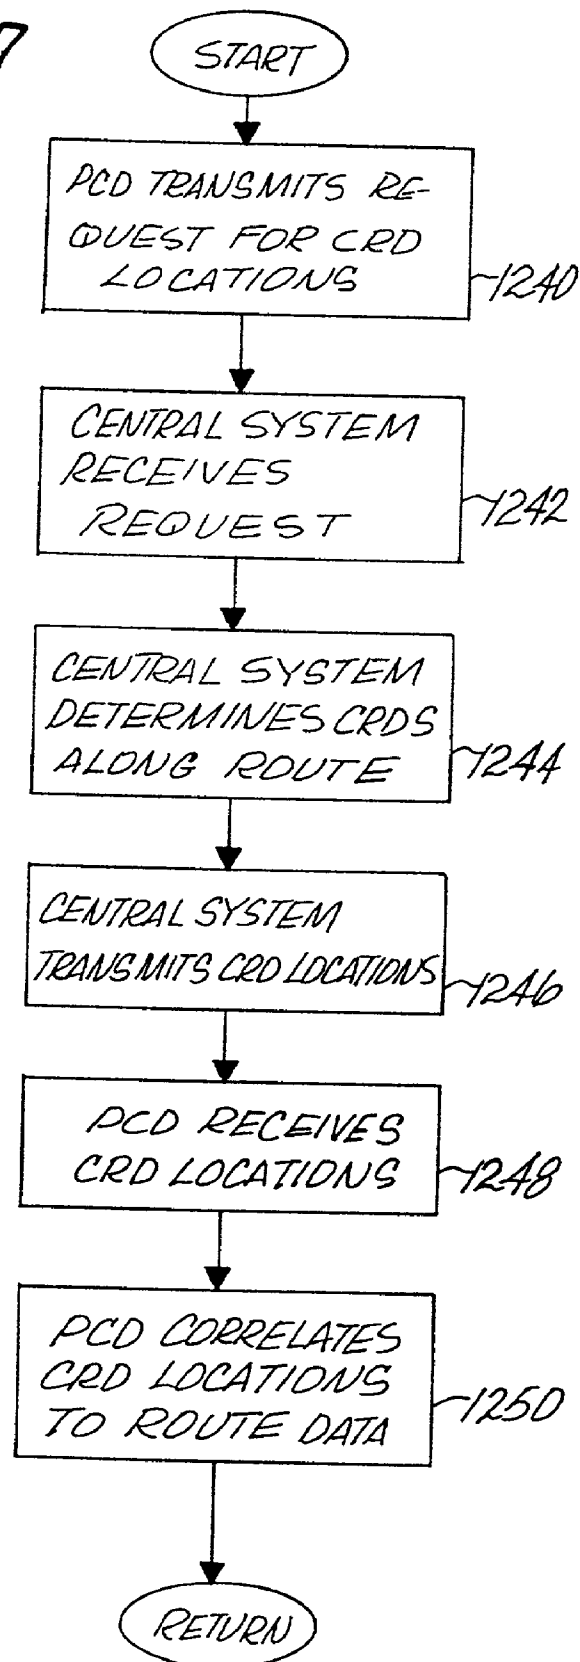 7
START
PCD TRANSMITS RE-
QUEST FOR CRD
LOCATIONS
1240
CENTRAL SYSTEM
RECEIVES
REQUEST
1242
CENTRAL SYSTEM
DETERMINES CRDS
ALONG ROUTE
1244
CENTRAL SYSTEM
TRANSMITS CRD LOCATIONS
1246
PCD RECEIVES
CRD LOCATIONS
1248
PCD CORRELATES
CRD LOCATIONS
TO ROUTE DATA
1250
RETURN